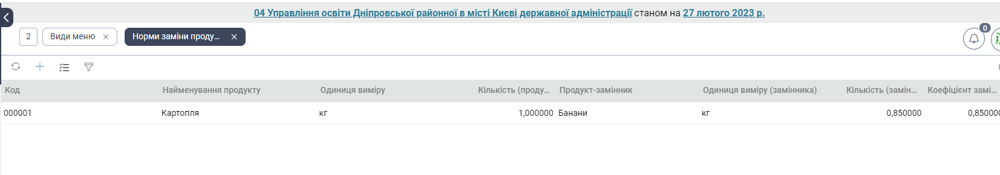 04 Управління освіти Дніпровської районної в місті Києві державної адміністрації станом на 27 лютого 2023 р.
0
2 Види меню Норми заміни проду...
Код Найменування продукту Одиниця виміру Кількість (проду... Продукт-замінник Одиниця виміру (замінника) Кількість (замін... Коефіцієнт замі...
000001 Картопля кг 1,000000 Банани кг 0,850000 0,85000